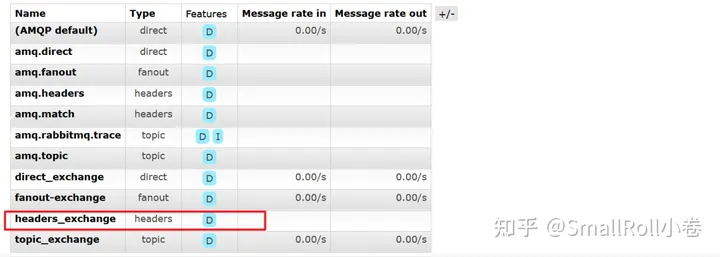 Name Type Features Message rate in Message rate out +/-
(AMQP default) direct D 0.00/s 0.00/s
amq.direct direct D
amq.fanout fanout D
amq.headers headers D
amq.match headers D
amq.rabbitmq.trace topic D I
amq.topic topic D
direct_exchange direct D 0.00/s 0.00/s
fanout-exchange fanout D 0.00/s 0.00/s
headers_exchange headers D
topic_exchange topic D 0.00/s 0.00/s
知乎 @SmallRoll小卷